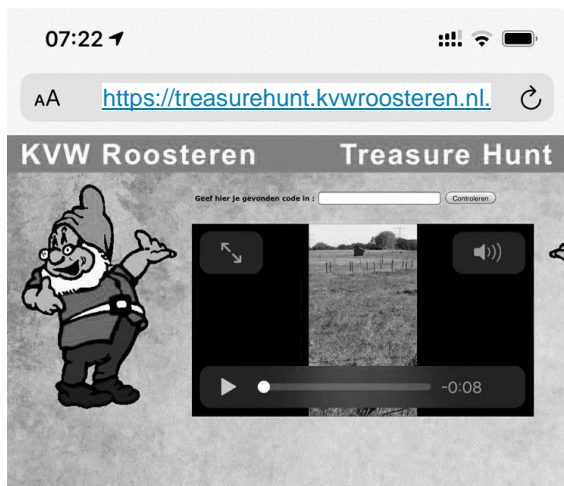 07:22
AA https://treasurehunt.kvwroosteren.nl.
KVW Roosteren Treasure Hunt
Geef hier je gevonden code in : Controleren
-0:08